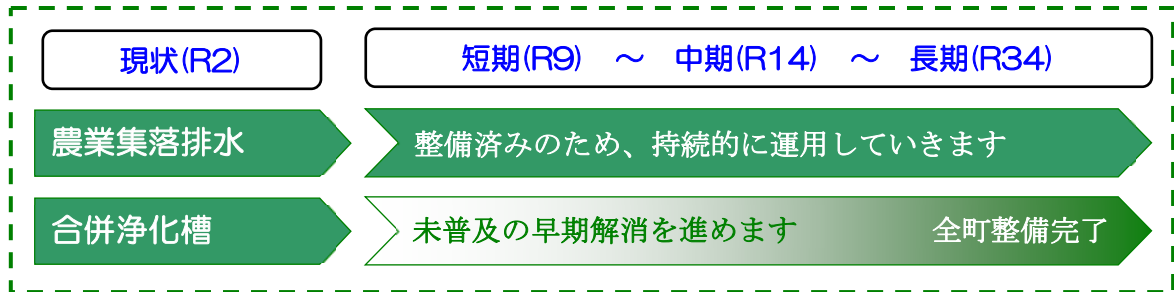 現状(R2)
短期(R9) ～ 中期(R14) ～ 長期(R34)
農業集落排水
整備済みのため、持続的に運用していきます
合併浄化槽
未普及の早期解消を進めます 全町整備完了